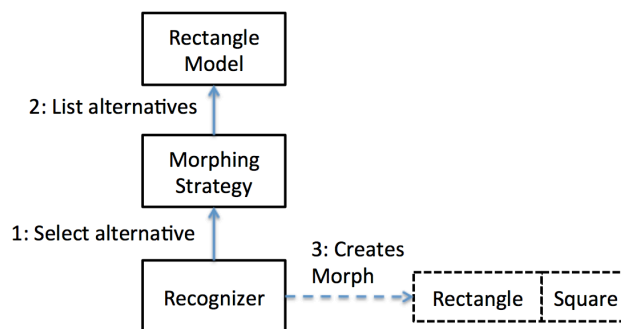 Rectangle
Model
2: List alternatives
Morphing
Strategy
1: Select alternative
3: Creates
Morph
Recognizer
Rectangle
Square